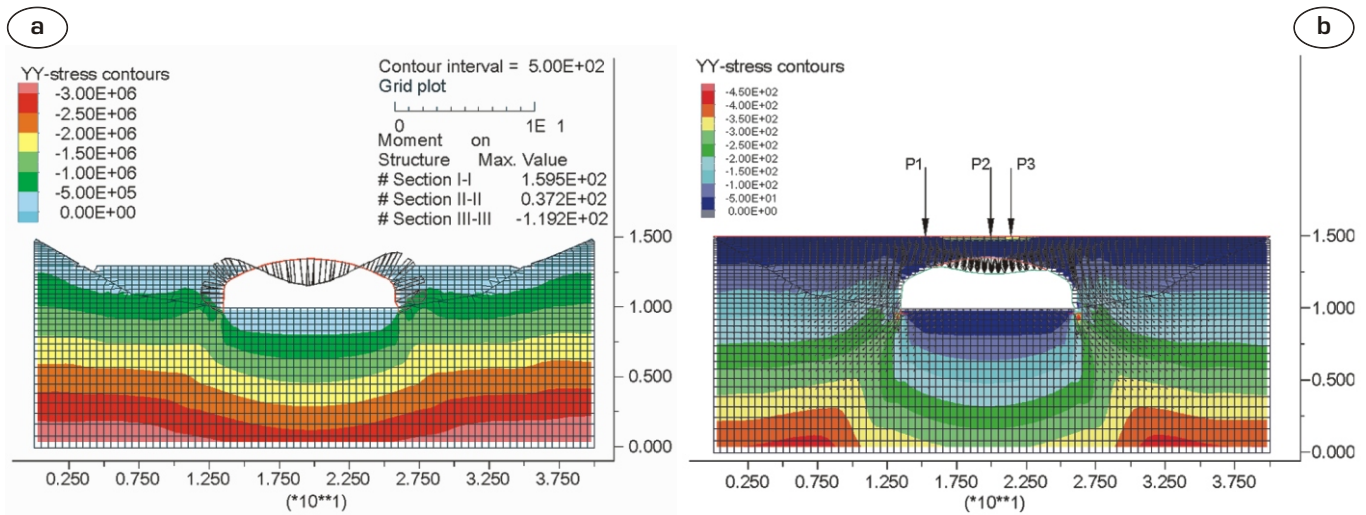 a
YY-stress contours
-3.00E+06
-2.50E+06
-2.00E+06
-1.50E+06
-1.00E+06
-5.00E+05
0.00E+00
Contour interval = 5.00E+02
Grid plot
0 1E 1
Moment on
Structure Max. Value
# Section I-I 1.595E+02
# Section II-II 0.372E+02
# Section III-III -1.192E+02
1.500
1.000
0.500
0.000
0.250 0.750 1.250 1.750 2.250 2.750 3.250 3.750
(*10**1)
b
YY-stress contours
-4.50E+02
-4.00E+02
-3.50E+02
-3.00E+02
-2.50E+02
-2.00E+02
-1.50E+02
-1.00E+02
-5.00E+01
0.00E+00
P1 P2 P3
1.500
1.000
0.500
0.000
0.250 0.750 1.250 1.750 2.250 2.750 3.250 3.750
(*10**1)